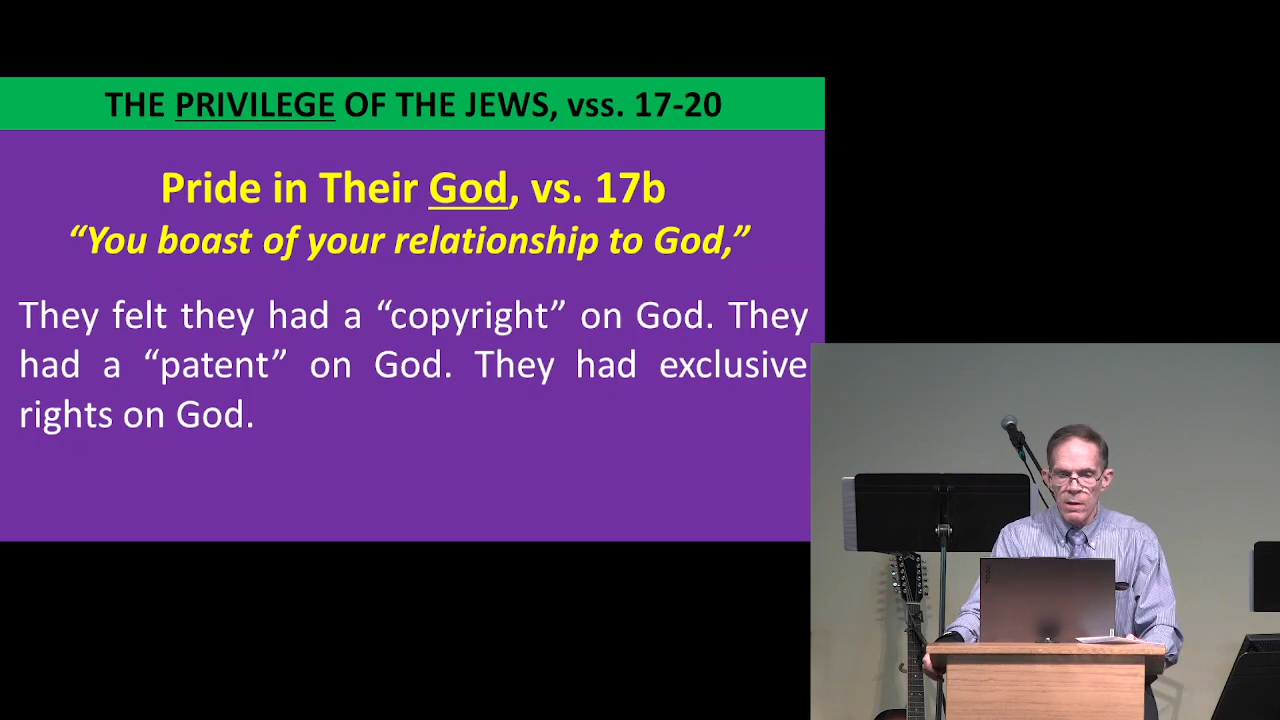 THE PRIVILEGE OF THE JEWS, vss. 17-20
Pride in Their God, vs. 17b
“You boast of your relationship to God,”
They felt they had a “copyright” on God. They
had a “patent” on God. They had exclusive
rights on God.